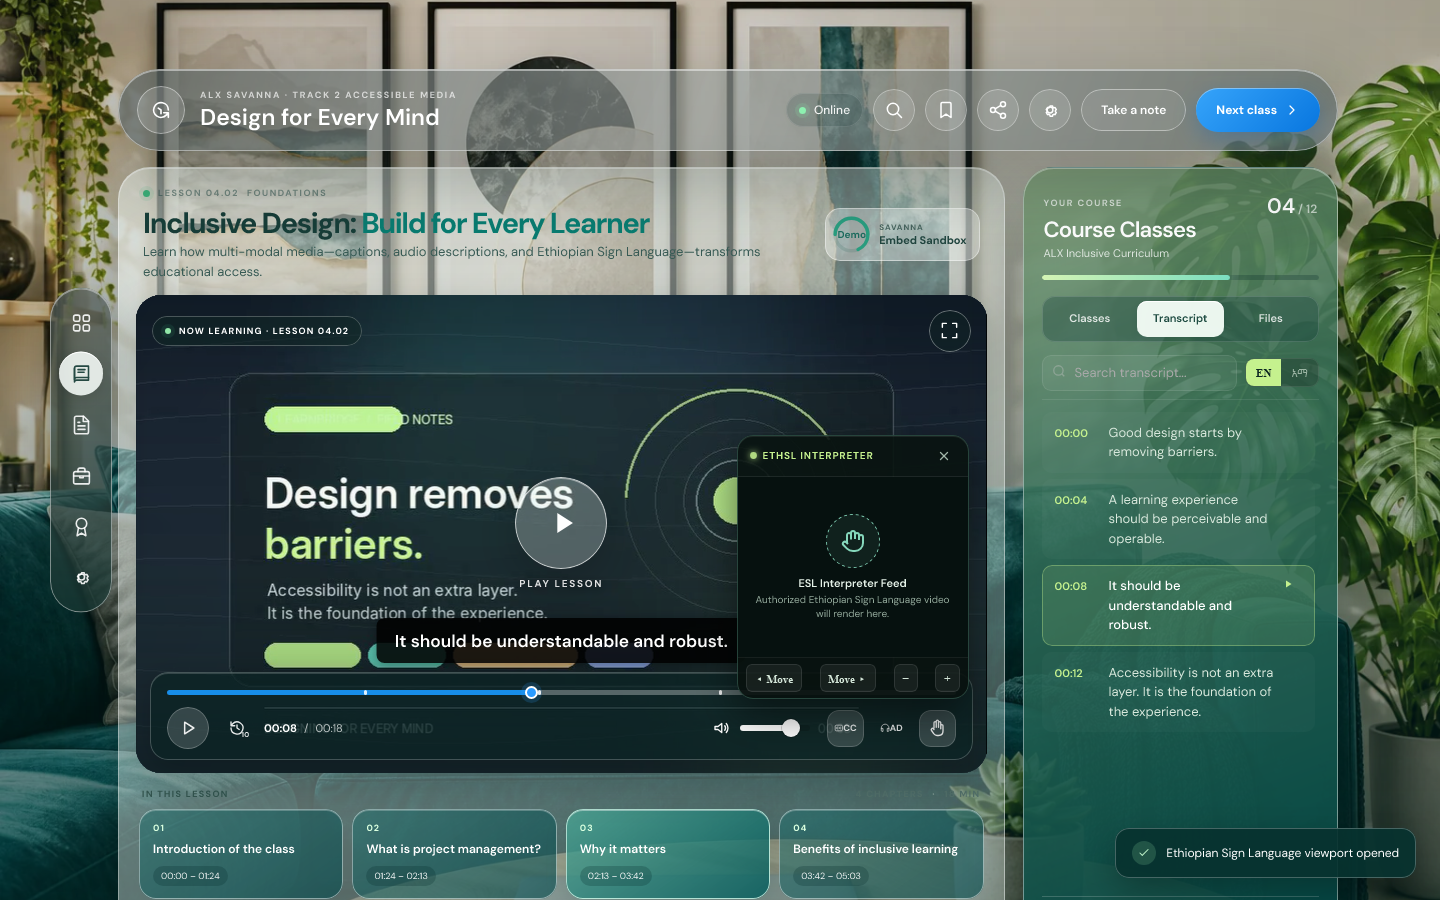 ALX SAVANNA · TRACK 2 ACCESSIBLE MEDIA
Design for Every Mind
Online
Take a note
Next class
LESSON 04.02 FOUNDATIONS
Inclusive Design: Build for Every Learner
Learn how multi-modal media—captions, audio descriptions, and Ethiopian Sign Language—transforms
educational access.
Demo
SAVANNA
Embed Sandbox
NOW LEARNING · LESSON 04.02
NOTES
Design removes
barriers.
Accessibility is not an extra layer.
It is the foundation of the experience.
PLAY LESSON
It should be understandable and robust.
ETHSL INTERPRETER
ESL Interpreter Feed
Authorized Ethiopian Sign Language video
will render here.
Move
Move
−
+
10
00:08 / 00:18
FOR EVERY MIND
CC
AD
IN THIS LESSON
MIN
01
Introduction of the class
00:00 – 01:24
02
What is project management?
01:24 – 02:13
03
Why it matters
02:13 – 03:42
04
Benefits of inclusive learning
03:42 – 05:03
YOUR COURSE
04 / 12
Course Classes
ALX Inclusive Curriculum
Classes
Transcript
Files
Search transcript...
EN
አማ
00:00
Good design starts by
removing barriers.
00:04
A learning experience
should be perceivable and
operable.
00:08
It should be
understandable and
robust.
00:12
Accessibility is not an extra
layer. It is the foundation of
the experience.
Ethiopian Sign Language viewport opened